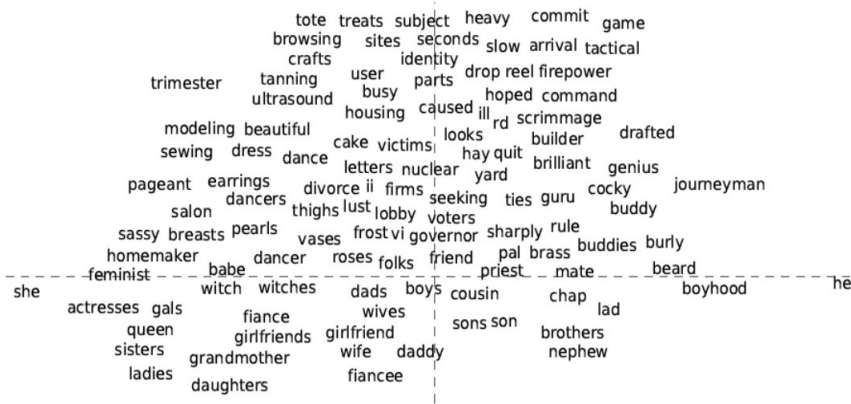 tote treats subject heavy commit game
browsing sites seconds slow arrival tactical
crafts identity
trimester tanning user parts drop reel firepower
ultrasound busy hoped command
housing caused ill rd scrimmage
modeling beautiful looks builder drafted
sewing dress dance cake victims hay quit brilliant genius
letters nuclear yard
pageant earrings divorce ii firms seeking ties guru cocky journeyman
dancers thighs lust lobby voters buddy
salon
sassy breasts pearls vases frost vi governor sharply rule
homemaker dancer roses folks friend pal brass buddies burly
feminist babe priest mate beard
she witch witches dads boys cousin chap boyhood he
actresses gals fiance wives lad
queen girlfriends girlfriend sons son brothers
sisters grandmother wife daddy nephew
ladies daughters fiancee